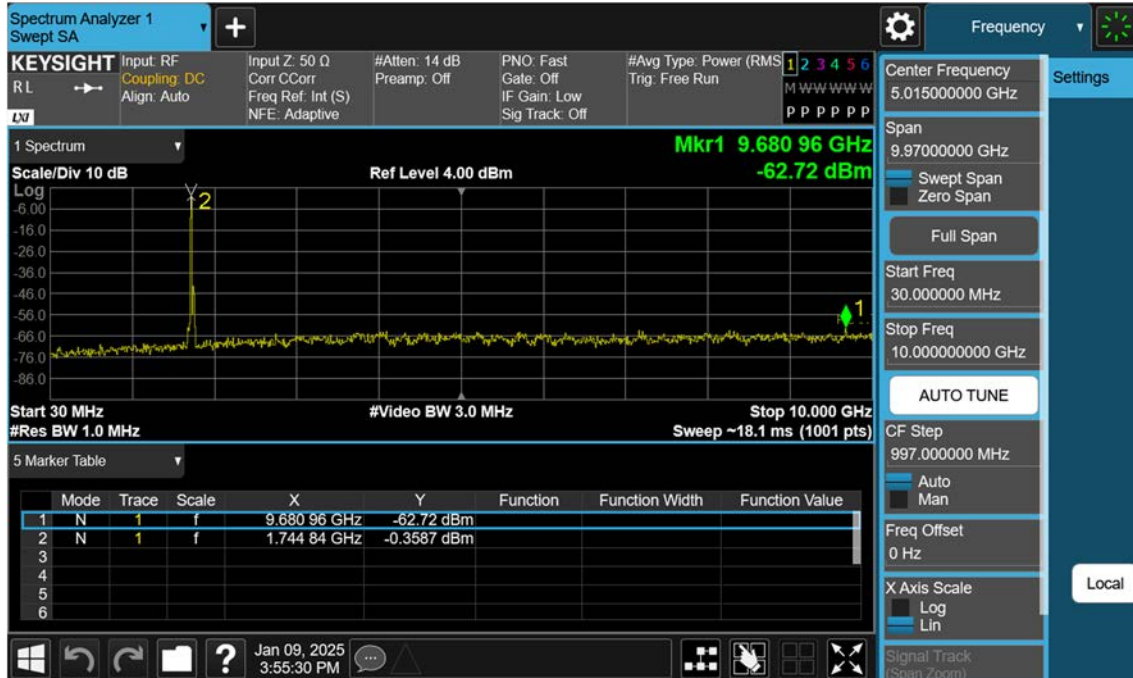 Spectrum Analyzer 1
Swept SA
+
Frequency
KEYSIGHT
R L
LXI
Input: RF
Coupling: DC
Align: Auto
Input Z: 50 Ω
Corr CCorr
Freq Ref: Int (S)
NFE: Adaptive
#Atten: 14 dB
Preamp: Off
PNO: Fast
Gate: Off
IF Gain: Low
Sig Track: Off
#Avg Type: Power (RMS
Trig: Free Run
1 2 3 4 5 6
M W W W W W
P P P P P P
1 Spectrum
Scale/Div 10 dB
Ref Level 4.00 dBm
Mkr1 9.680 96 GHz
-62.72 dBm
Log
-6.00
-16.0
-26.0
-36.0
-46.0
-56.0
-66.0
-76.0
-86.0
2
1
Start 30 MHz
#Video BW 3.0 MHz
Stop 10.000 GHz
#Res BW 1.0 MHz
Sweep ~18.1 ms (1001 pts)
5 Marker Table
Mode Trace Scale X Y Function Function Width Function Value
1 N 1 f 9.680 96 GHz -62.72 dBm
2 N 1 f 1.744 84 GHz -0.3587 dBm
3
4
5
6
?
Jan 09, 2025
3:55:30 PM
Center Frequency
5.015000000 GHz
Span
9.97000000 GHz
Swept Span
Zero Span
Full Span
Start Freq
30.000000 MHz
Stop Freq
10.000000000 GHz
AUTO TUNE
CF Step
997.000000 MHz
Auto
Man
Freq Offset
0 Hz
X Axis Scale
Log
Lin
Signal Track
(Span Zoom)
Settings
Local